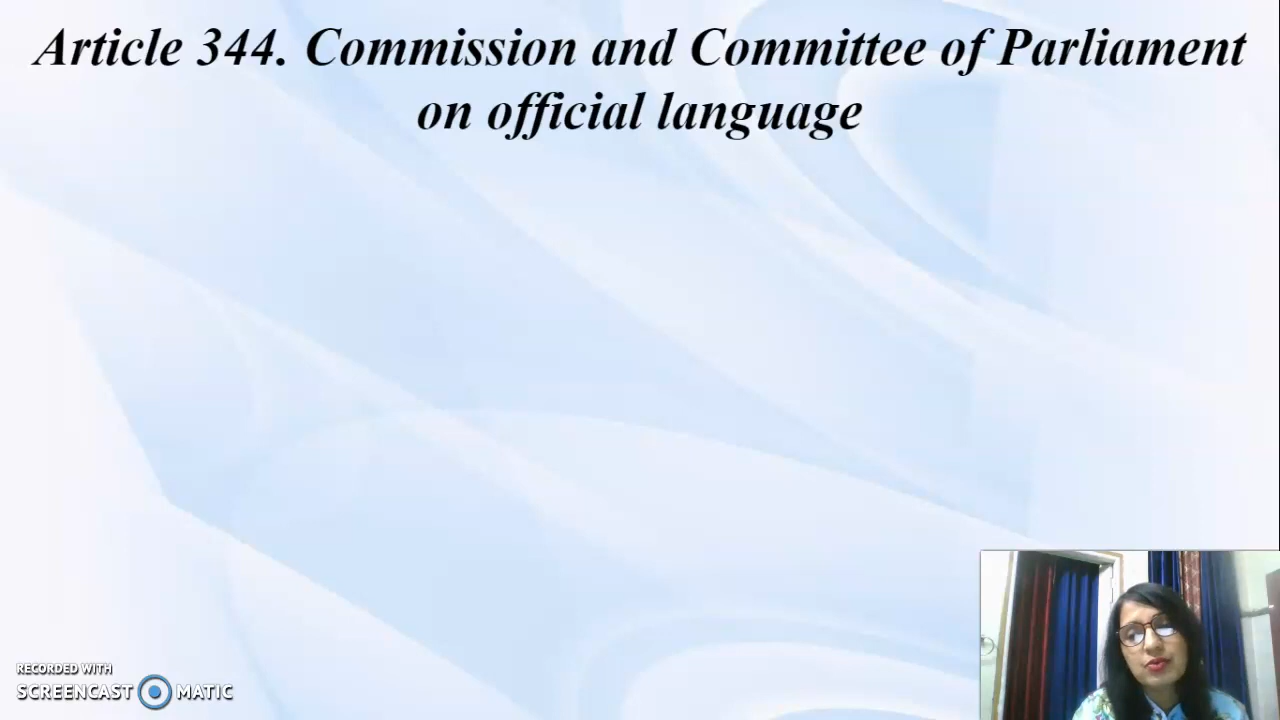 Article 344. Commission and Committee of Parliament
on official language
RECORDED WITH
SCREENCAST MATIC